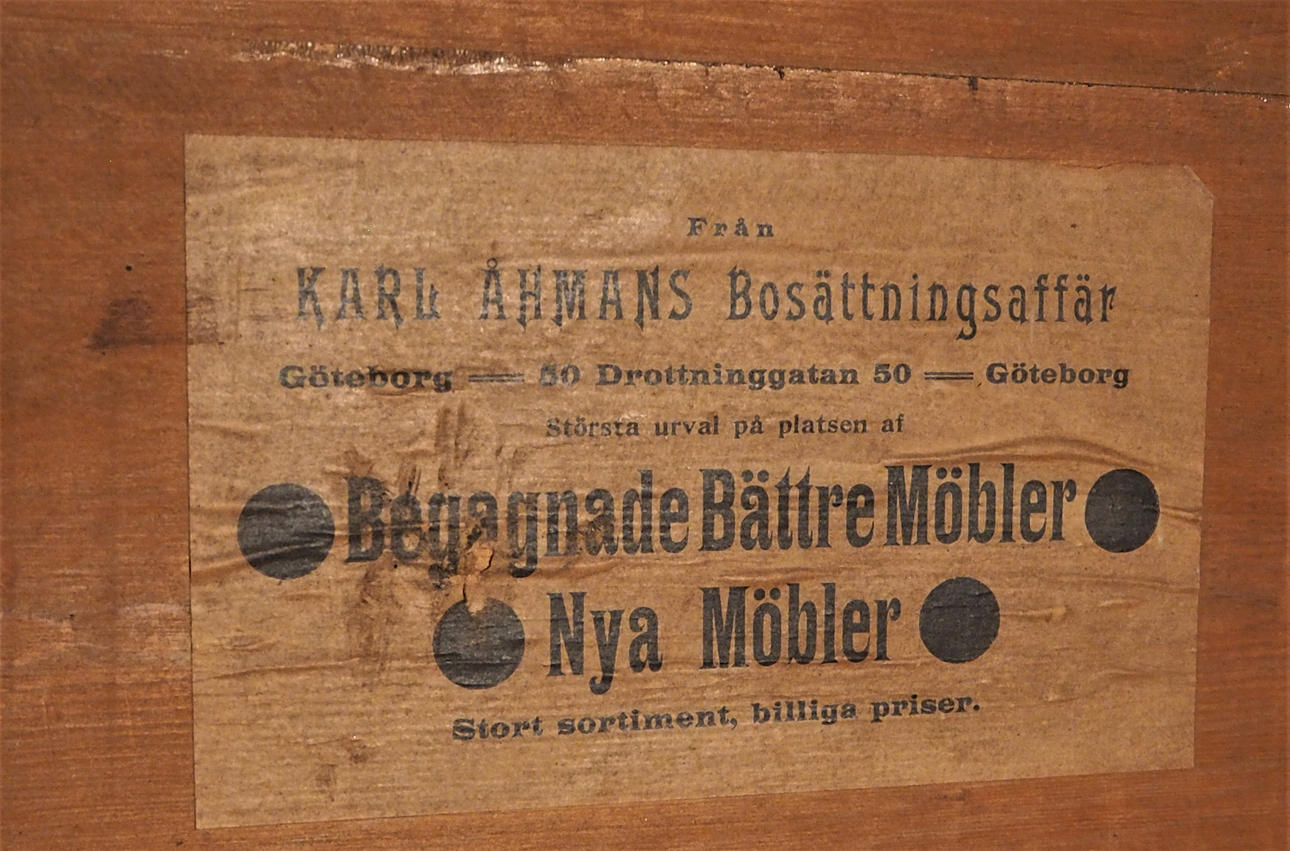 Från
KARL ÅHMANS Bosättningsaffär
Göteborg = 50 Drottninggatan 50 = Göteborg
Största urval på platsen af
Begagnade Bättre Möbler
Nya Möbler
Stort sortiment, billiga priser.